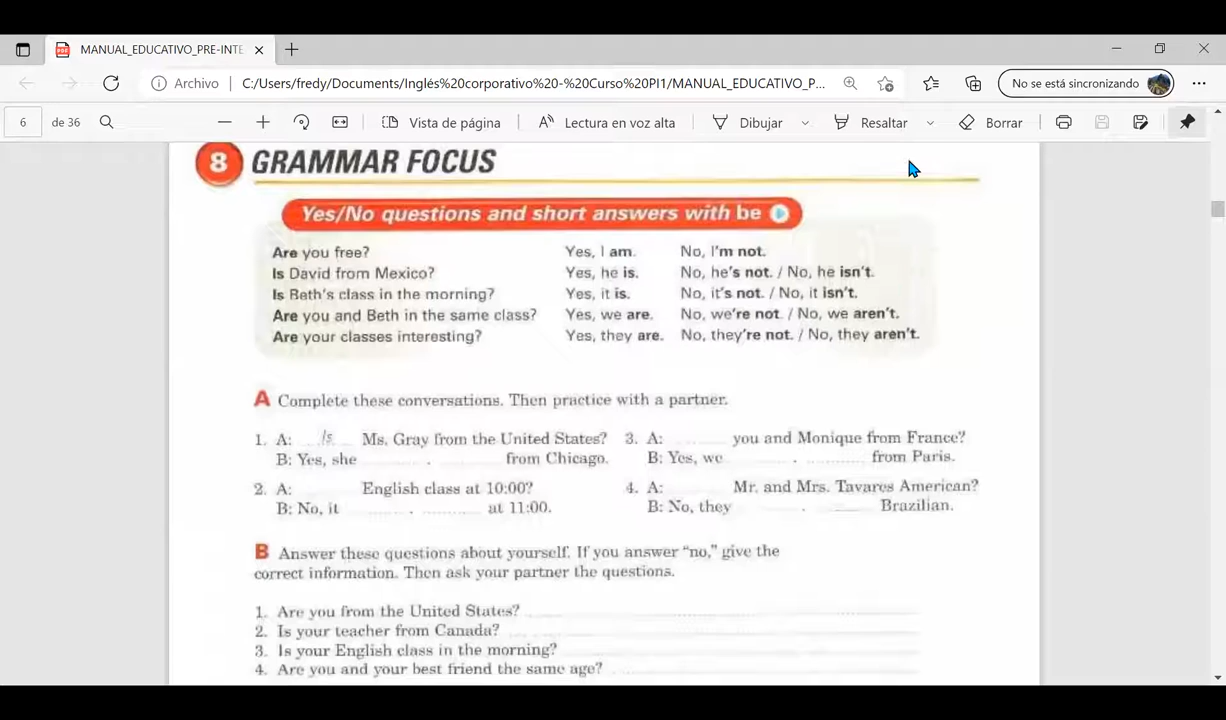 MANUAL_EDUCATIVO_PRE-INTE
Archivo
C:/Users/fredy/Documents/Inglés%20corporativo%20-%20Curso%20PI1/MANUAL_EDUCATIVO_P...
No se está sincronizando
6 de 36
Vista de página
Lectura en voz alta
Dibujar
Resaltar
Borrar
8 GRAMMAR FOCUS
Yes/No questions and short answers with be
Are you free? Yes, I am. No, I'm not.
Is David from Mexico? Yes, he is. No, he's not. / No, he isn't.
Is Beth's class in the morning? Yes, it is. No, it's not. / No, it isn't.
Are you and Beth in the same class? Yes, we are. No, we're not. / No, we aren't.
Are your classes interesting? Yes, they are. No, they're not. / No, they aren't.
A Complete these conversations. Then practice with a partner.
1. A: Is Ms. Gray from the United States?
B: Yes, she . from Chicago.
2. A: English class at 10:00?
B: No, it . at 11:00.
3. A: you and Monique from France?
B: Yes, we . from Paris.
4. A: Mr. and Mrs. Tavares American?
B: No, they . Brazilian.
B Answer these questions about yourself. If you answer “no,” give the
correct information. Then ask your partner the questions.
1. Are you from the United States?
2. Is your teacher from Canada?
3. Is your English class in the morning?
4. Are you and your best friend the same age?